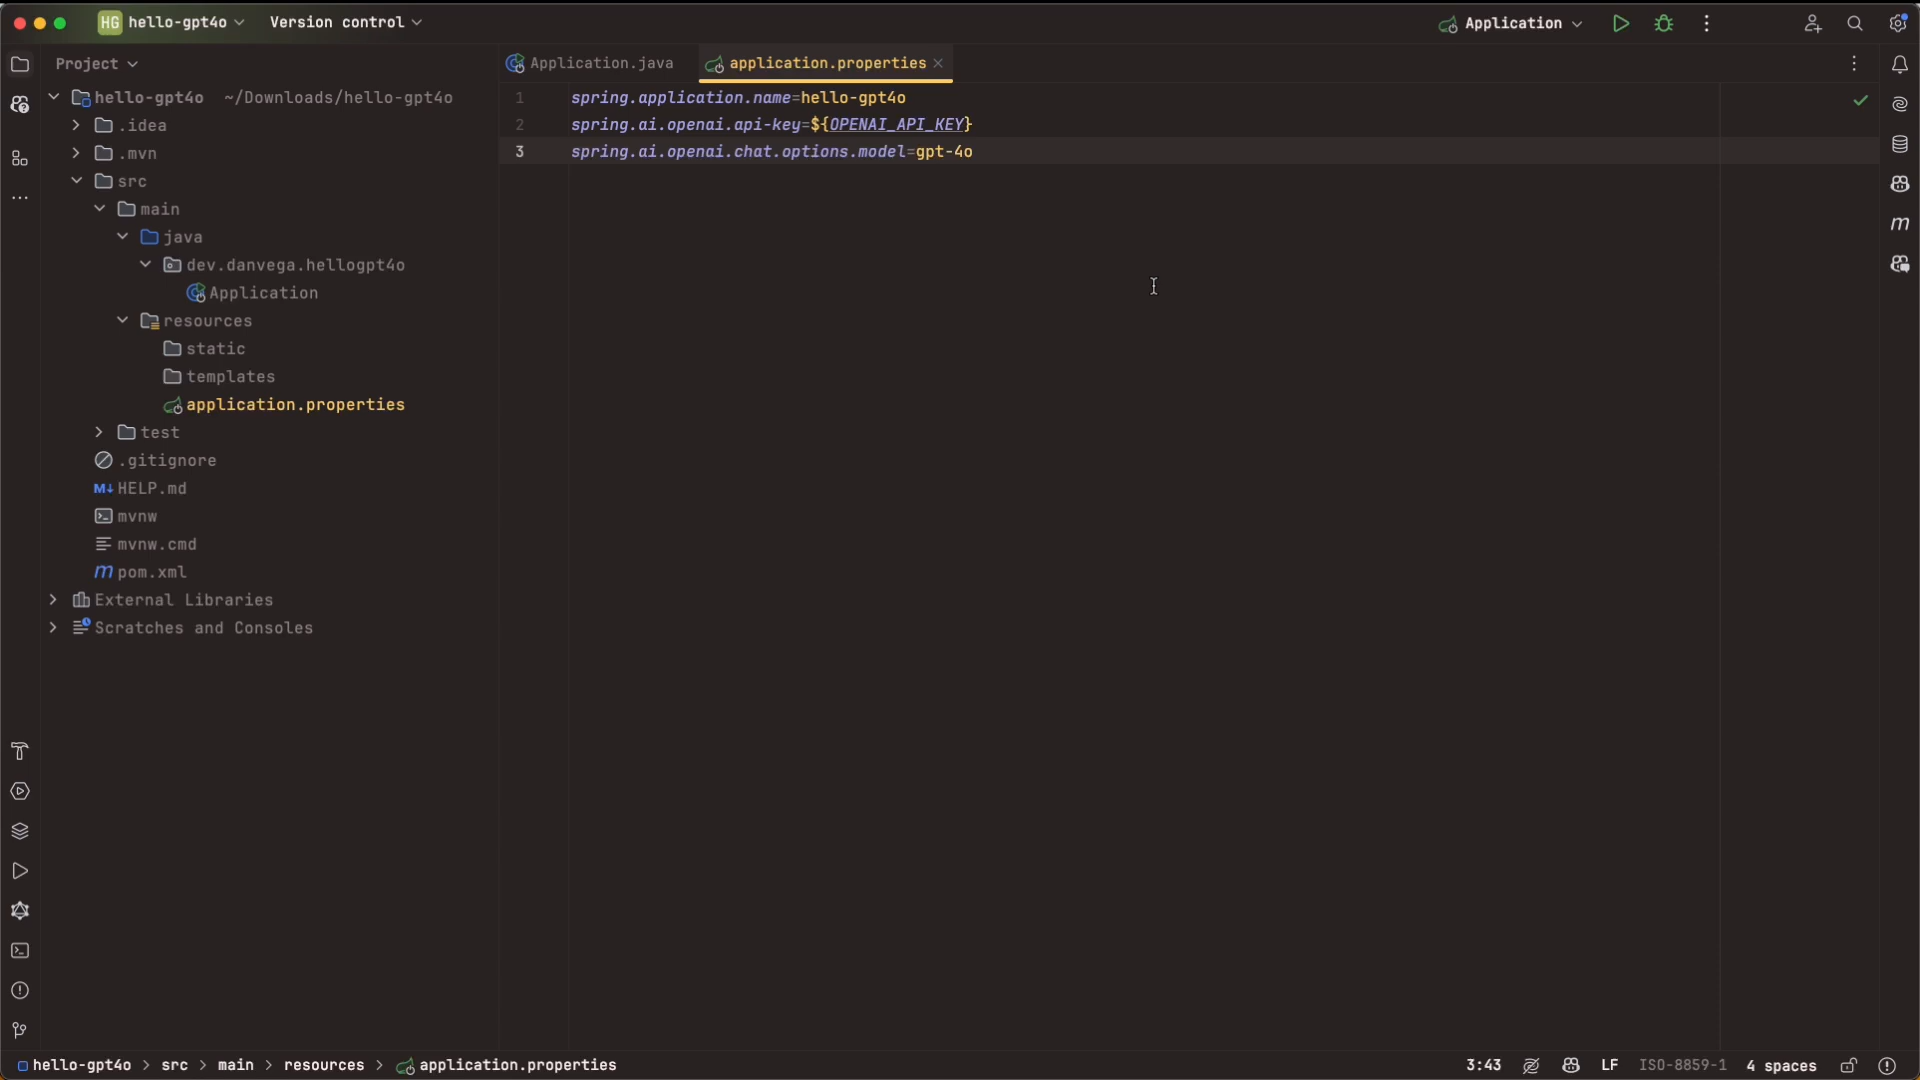 HG hello-gpt4o Version control Application
Project
Application.java application.properties
hello-gpt4o ~/Downloads/hello-gpt4o
.idea
.mvn
src
main
java
dev.danvega.hellogpt4o
Application
resources
static
templates
application.properties
test
.gitignore
M↓ HELP.md
mvnw
mvnw.cmd
m pom.xml
External Libraries
Scratches and Consoles
1 spring.application.name=hello-gpt4o
2 spring.ai.openai.api-key=${OPENAI_API_KEY}
3 spring.ai.openai.chat.options.model=gpt-4o
m
hello-gpt4o > src > main > resources > application.properties 3:43 LF ISO-8859-1 4 spaces